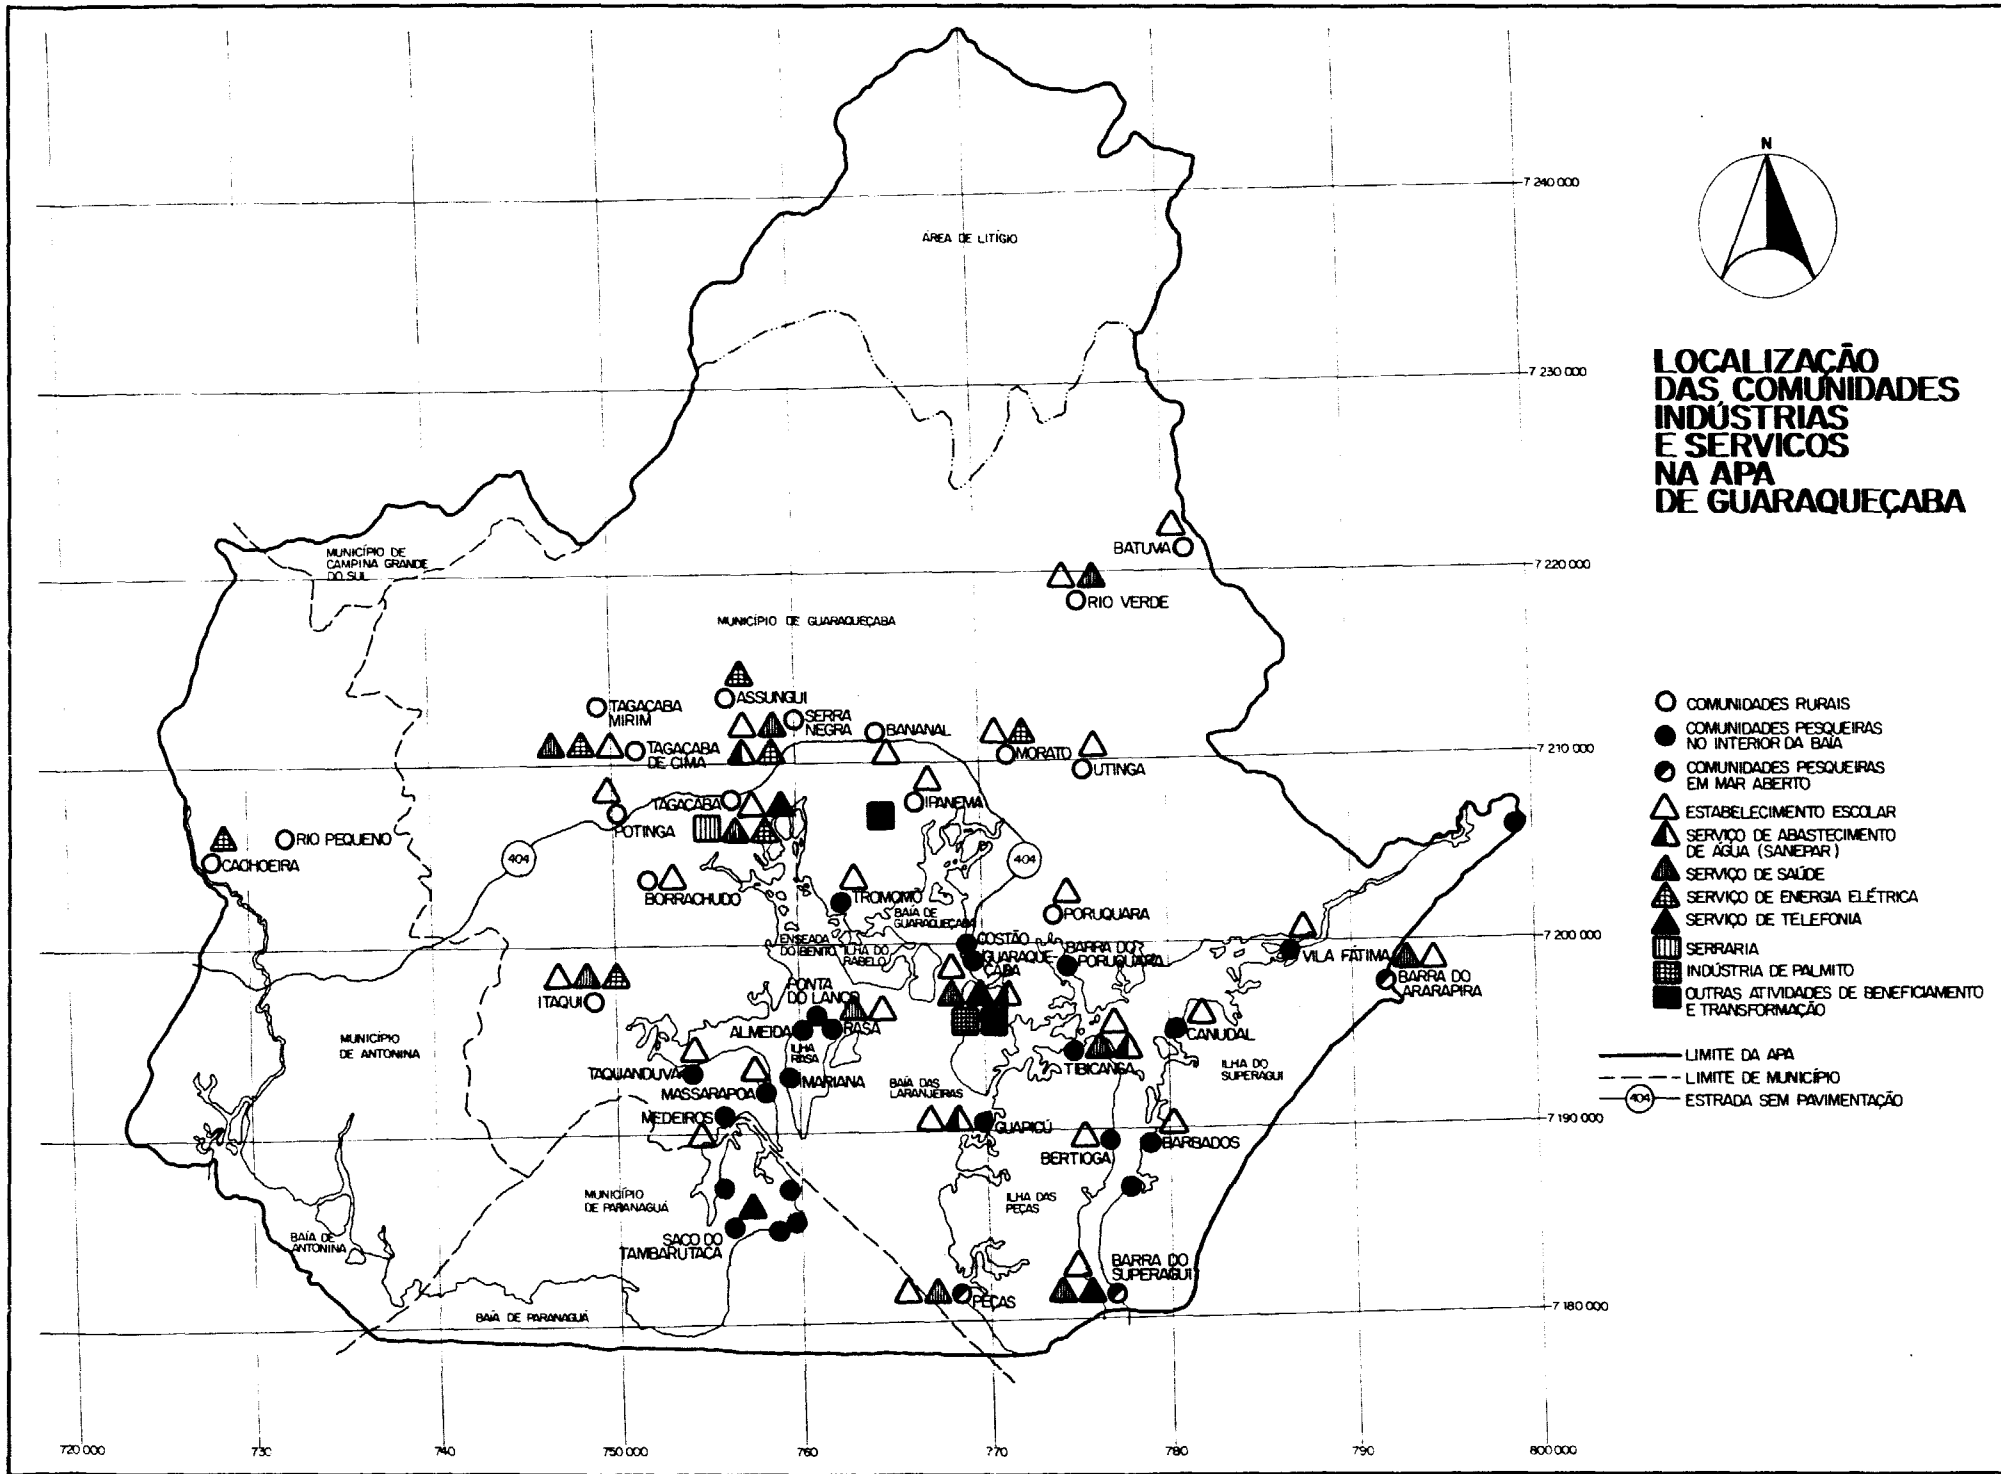 N
7 240 000
ÁREA DE LITÍGIO
LOCALIZAÇÃO
DAS COMUNIDADES
INDÚSTRIAS
E SERVICOS
NA APA
DE GUARAQUEÇABA
7 230 000
MUNICÍPIO DE
CAMPINA GRANDE
DO SUL
BATUVA
7 220 000
RIO VERDE
MUNICÍPIO DE GUARAQUEÇABA
ASSUNGUI
TAGAÇABA
MIRIM
SERRA
NEGRA
BANANAL
TAGAÇABA
DE CIMA
MORATO
7 210 000
UTINGA
TAGAÇABA
IPANEMA
POTINGA
RIO PEQUENO
CACHOEIRA
404
404
BORRACHUDO
TROMOMÔ
BAÍA DE
GUARAQUEÇABA
PORUQUARA
ENSEADA
DO BENITO
ILHA DO
RABELO
COSTÃO
GUARAQUE-
ÇABA
BARRA DO
PORUQUARA
7 200 000
VILA FÁTIMA
BARRA DO
ARARAPIRA
ITAQUI
PONTA
DO LANÇO
ALMEIDA
RASA
ILHA
RASA
CANUDAL
MUNICÍPIO
DE ANTONINA
TIBICANGA
ILHA DO
SUPERAGUI
TAQUANDUVA
MARIANA
BAÍA DAS
LARANJEIRAS
MASSARAPOA
MEDEIROS
GUAPICÚ
7 190 000
BERTIOGA
BARBADOS
MUNICÍPIO
DE PARANAGUÁ
ILHA DAS
PEÇAS
BAÍA DE
ANTONINA
SACO DO
TAMBARUTACA
BARRA DO
SUPERAGUI
PEÇAS
BAÍA DE PARANAGUÁ
7 180 000
720 000
730
740
750 000
760
770
780
790
800 000
COMUNIDADES RURAIS
COMUNIDADES PESQUEIRAS
NO INTERIOR DA BAÍA
COMUNIDADES PESQUEIRAS
EM MAR ABERTO
ESTABELECIMENTO ESCOLAR
SERVIÇO DE ABASTECIMENTO
DE ÁGUA (SANEPAR)
SERVIÇO DE SAÚDE
SERVIÇO DE ENERGIA ELÉTRICA
SERVIÇO DE TELEFONIA
SERRARIA
INDÚSTRIA DE PALMITO
OUTRAS ATIVIDADES DE BENEFICIAMENTO
E TRANSFORMAÇÃO
LIMITE DA APA
LIMITE DE MUNICÍPIO
404 ESTRADA SEM PAVIMENTAÇÃO